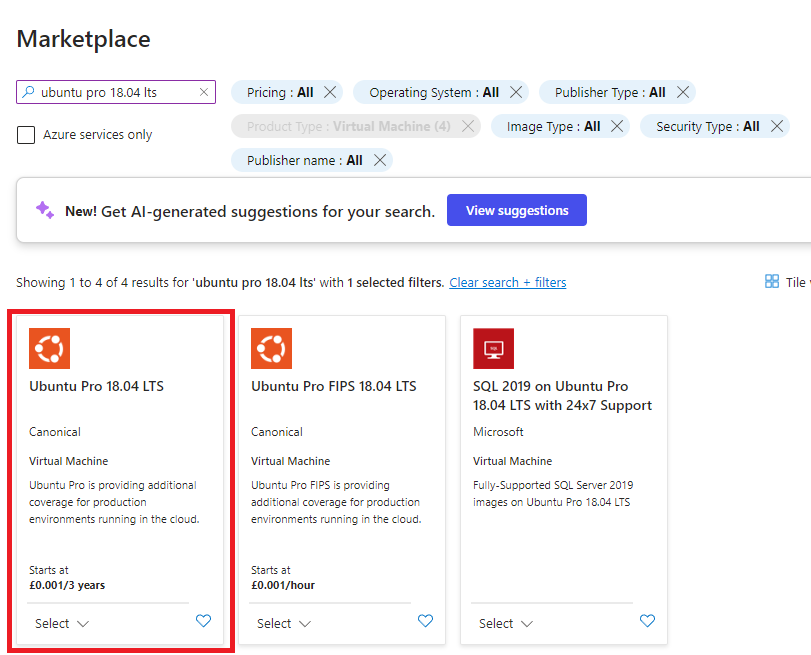 Marketplace
ubuntu pro 18.04 lts
Pricing : All
Operating System : All
Publisher Type : All
Azure services only
Product Type : Virtual Machine (4)
Image Type : All
Security Type : All
Publisher name : All
New! Get AI-generated suggestions for your search.
View suggestions
Showing 1 to 4 of 4 results for 'ubuntu pro 18.04 lts' with 1 selected filters. Clear search + filters
Tile
Ubuntu Pro 18.04 LTS
Canonical
Virtual Machine
Ubuntu Pro is providing additional
coverage for production
environments running in the cloud.
Starts at
£0.001/3 years
Select
Ubuntu Pro FIPS 18.04 LTS
Canonical
Virtual Machine
Ubuntu Pro FIPS is providing
additional coverage for production
environments running in the cloud.
Starts at
£0.001/hour
Select
SQL 2019 on Ubuntu Pro
18.04 LTS with 24x7 Support
Microsoft
Virtual Machine
Fully-Supported SQL Server 2019
images on Ubuntu Pro 18.04 LTS
Select